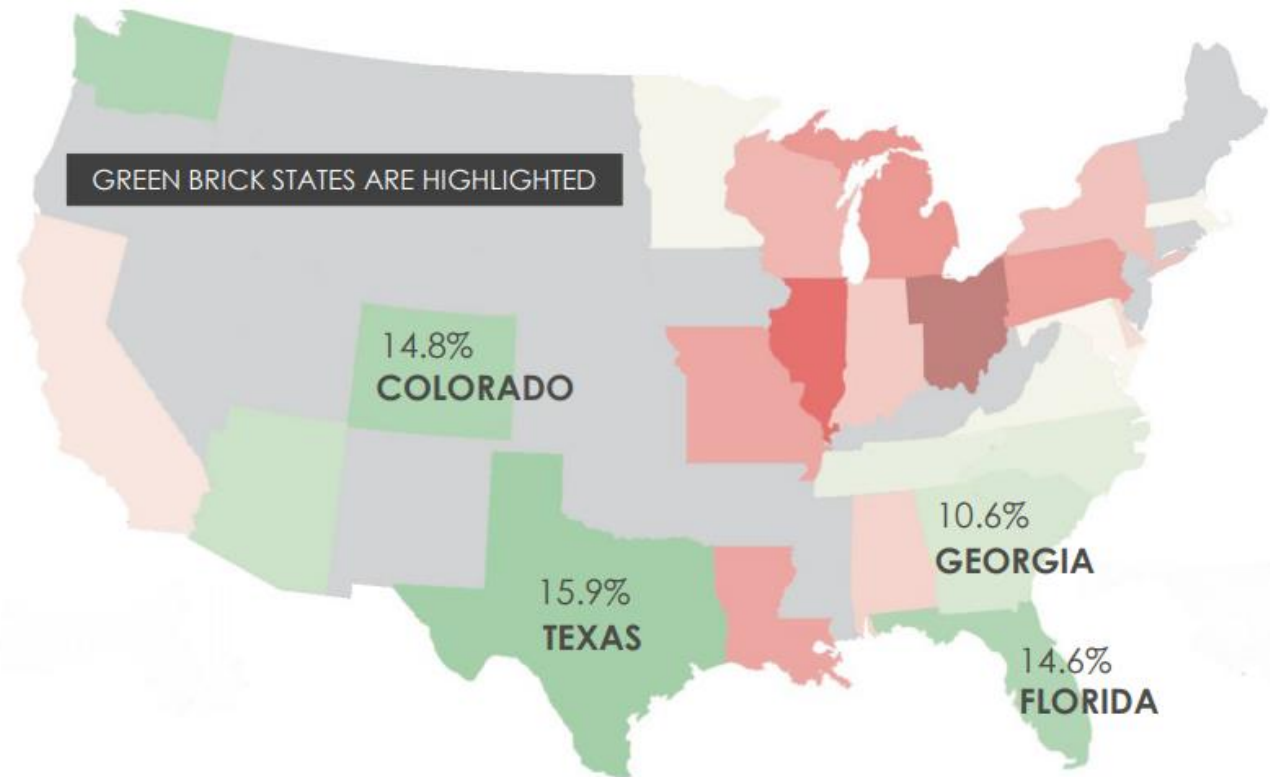 GREEN BRICK STATES ARE HIGHLIGHTED
14.8%
COLORADO
10.6%
GEORGIA
15.9%
TEXAS
14.6%
FLORIDA